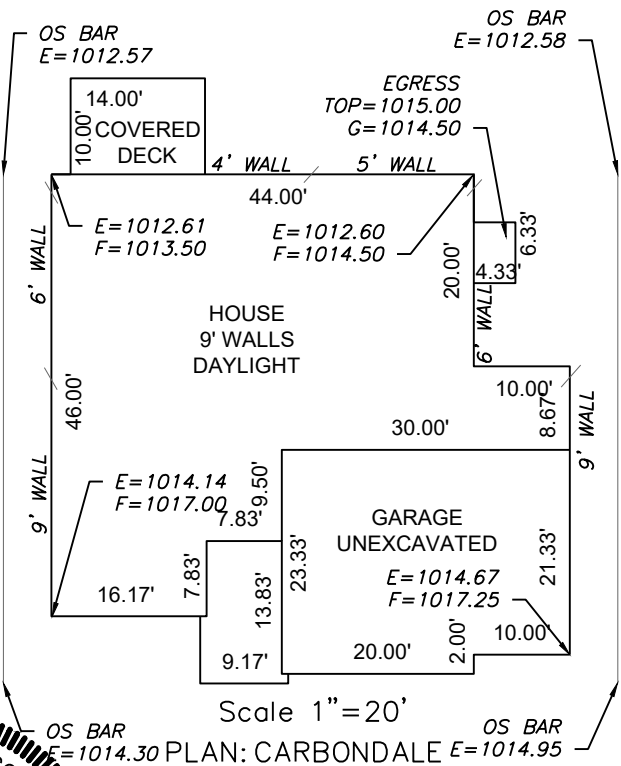 OS BAR
E=1012.57
OS BAR
E=1012.58
14.00'
10.00'
COVERED
DECK
EGRESS
TOP=1015.00
G=1014.50
4' WALL
5' WALL
44.00'
E=1012.61
F=1013.50
E=1012.60
F=1014.50
6.33'
4.33'
20.00'
6' WALL
6' WALL
HOUSE
9' WALLS
DAYLIGHT
46.00'
10.00'
8.67'
9' WALL
30.00'
9' WALL
E=1014.14
F=1017.00
9.50'
7.83'
GARAGE
UNEXCAVATED
21.33'
23.33'
7.83'
13.83'
E=1014.67
F=1017.25
16.17'
9.17'
20.00'
2.00'
10.00'
Scale 1"=20'
OS BAR
E=1014.30
PLAN: CARBONDALE
OS BAR
E=1014.95